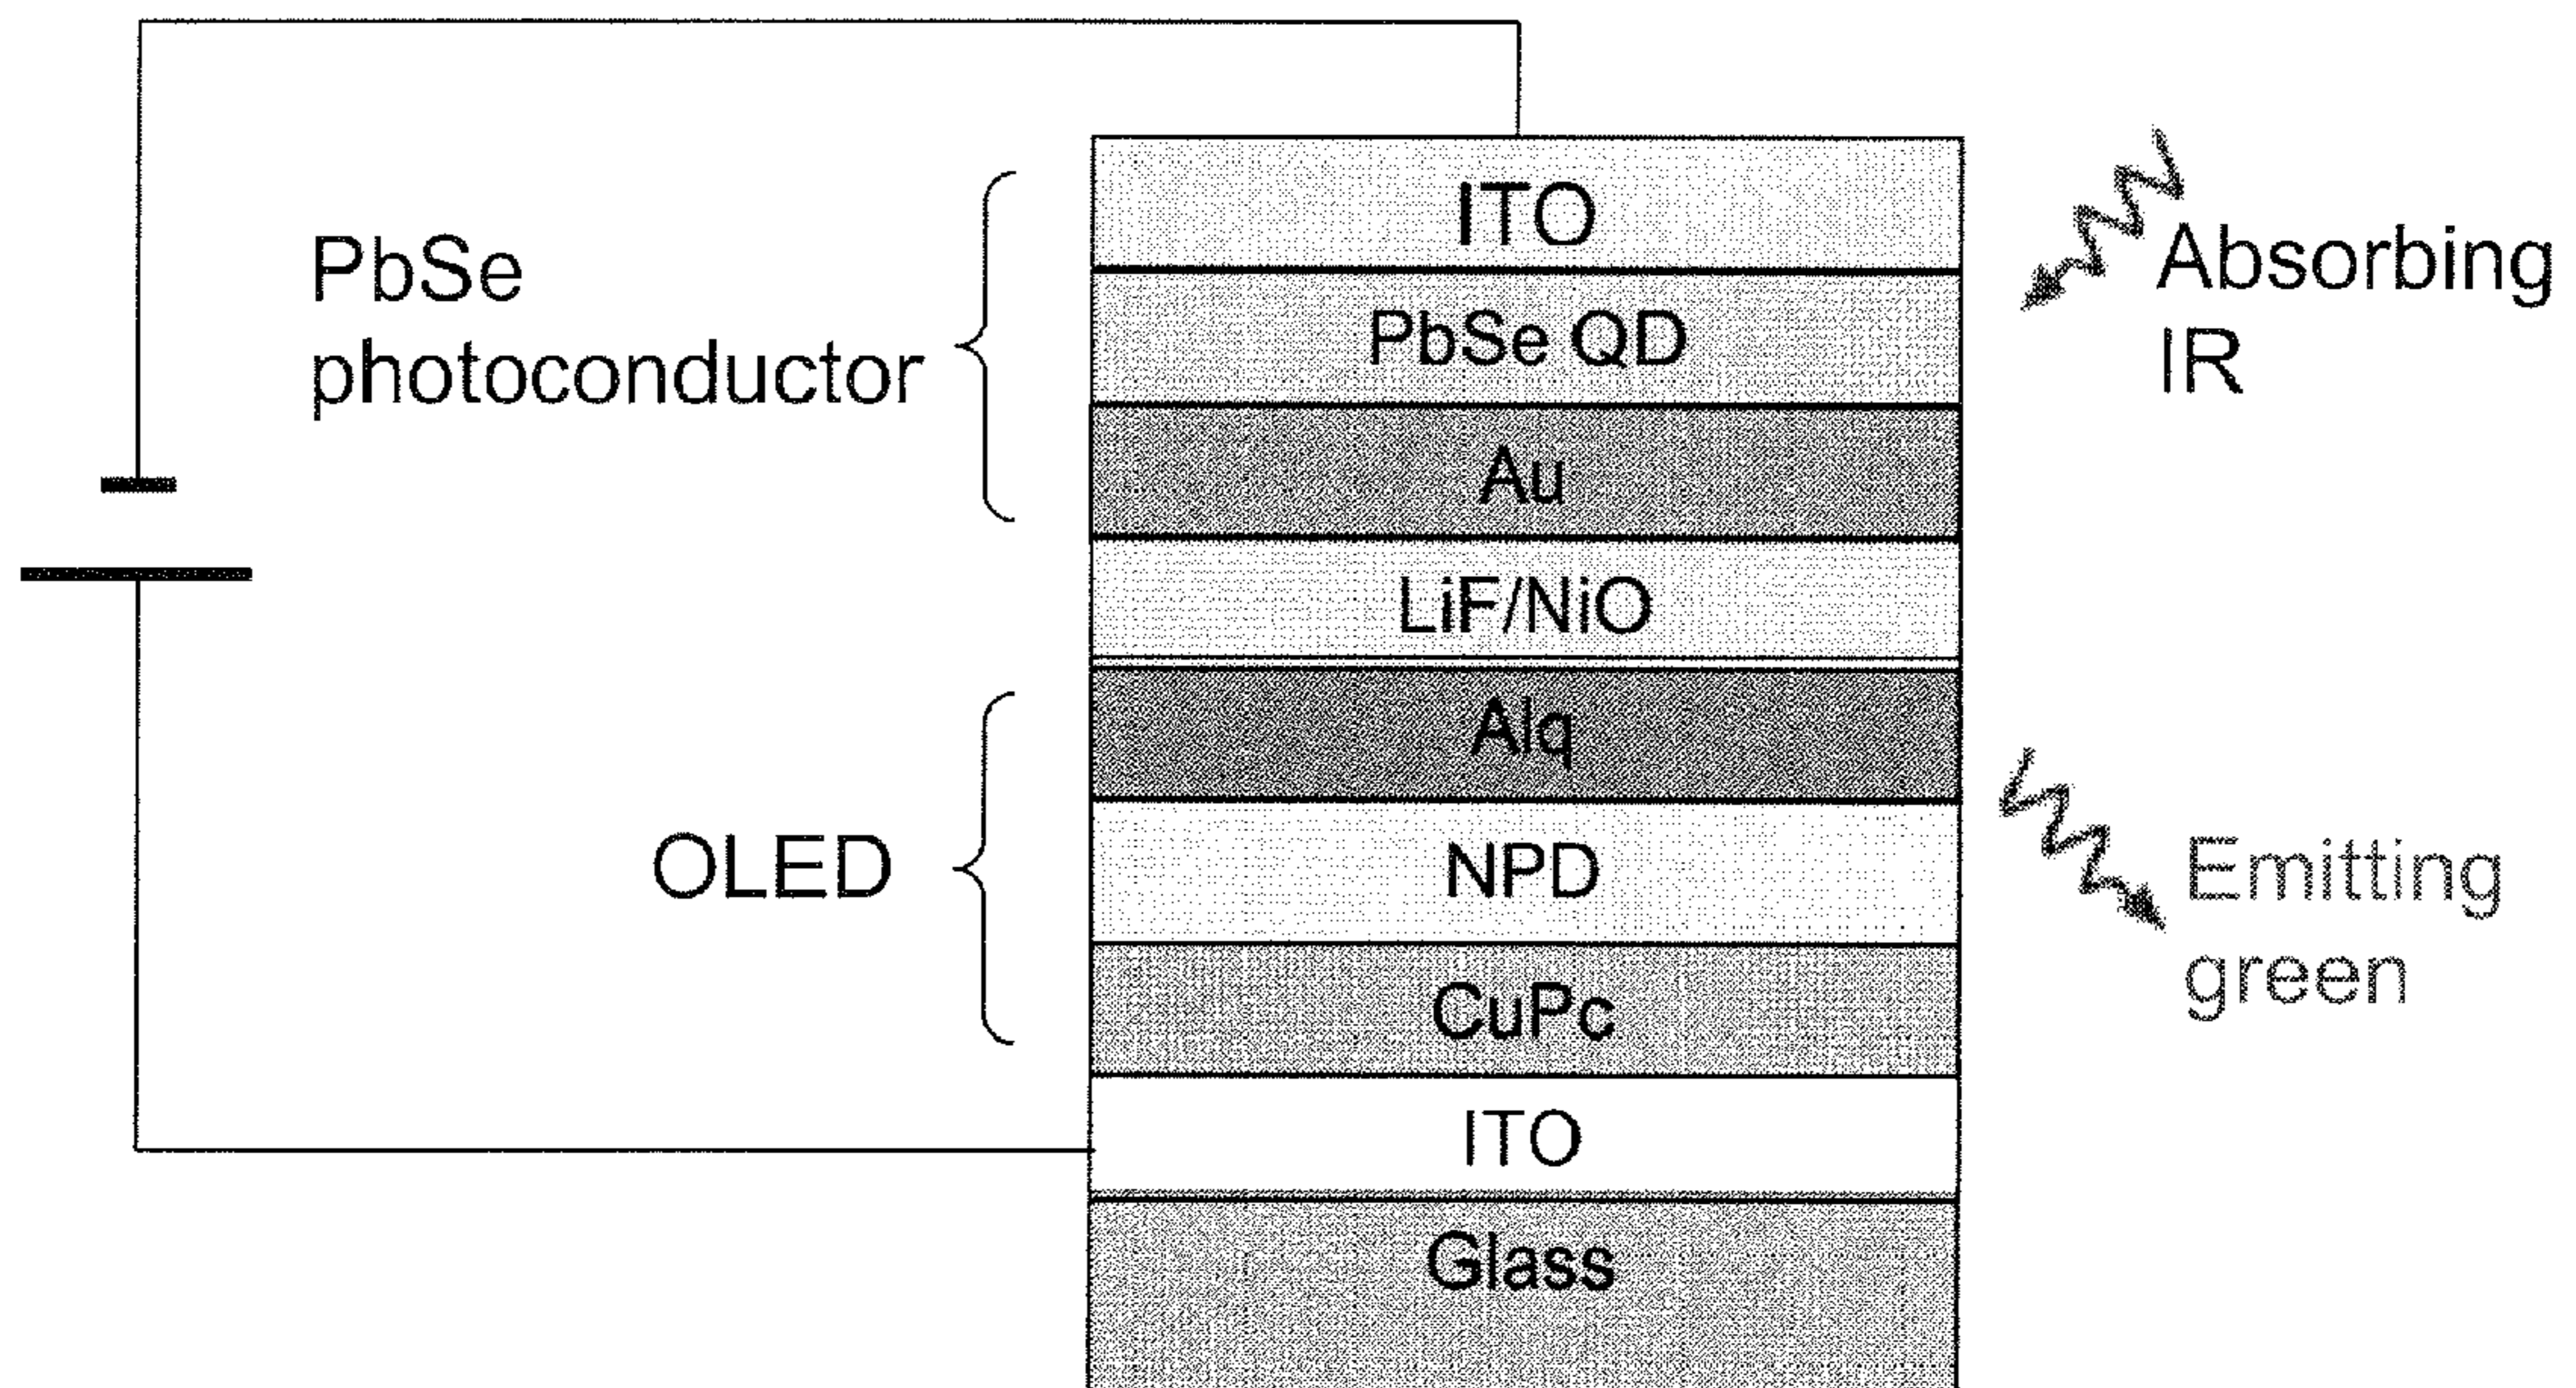 PbSe
photoconductor
ITO
PbSe QD
Au
LiF/NiO
Alq
NPD
CuPc
ITO
Glass
OLED
Absorbing
IR
Emitting
green